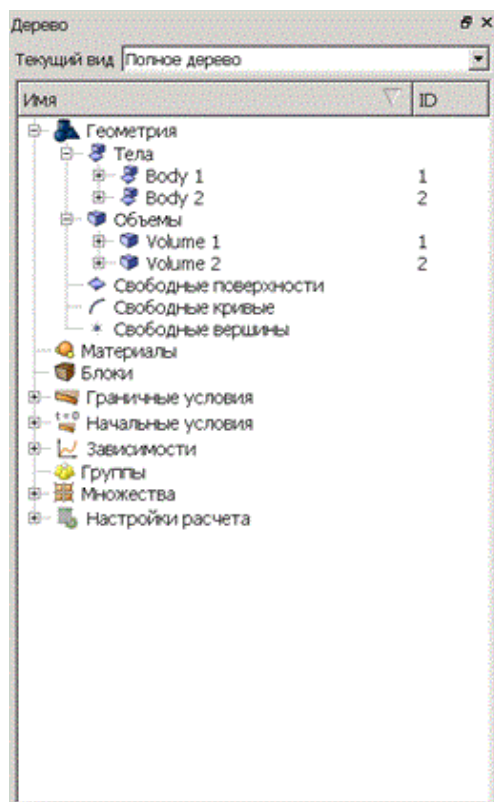 Дерево
Текущий вид Полное дерево
Имя ID
Геометрия
Тела
Body 1 1
Body 2 2
Объемы
Volume 1 1
Volume 2 2
Свободные поверхности
Свободные кривые
Свободные вершины
Материалы
Блоки
Граничные условия
t=0 Начальные условия
Зависимости
Группы
Множества
Настройки расчета